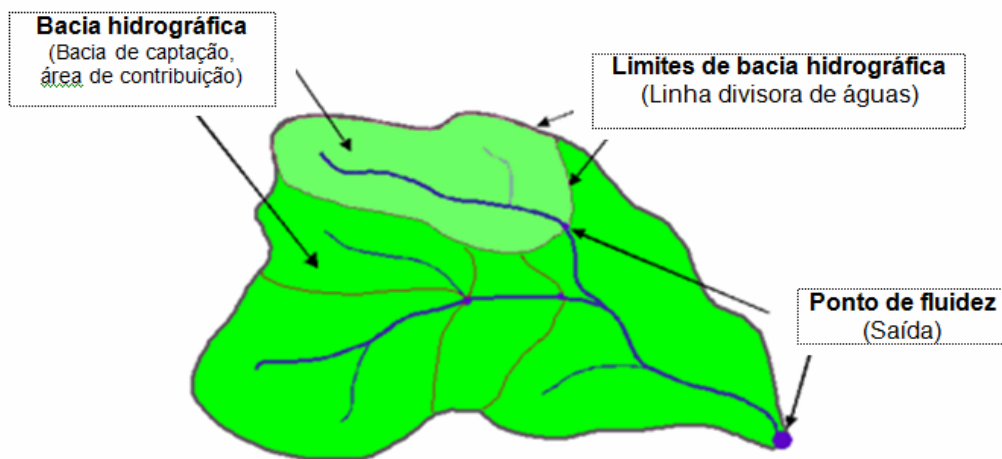 Bacia hidrográfica
(Bacia de captação,
área de contribuição)
Limites de bacia hidrográfica
(Linha divisora de águas)
Ponto de fluidez
(Saída)